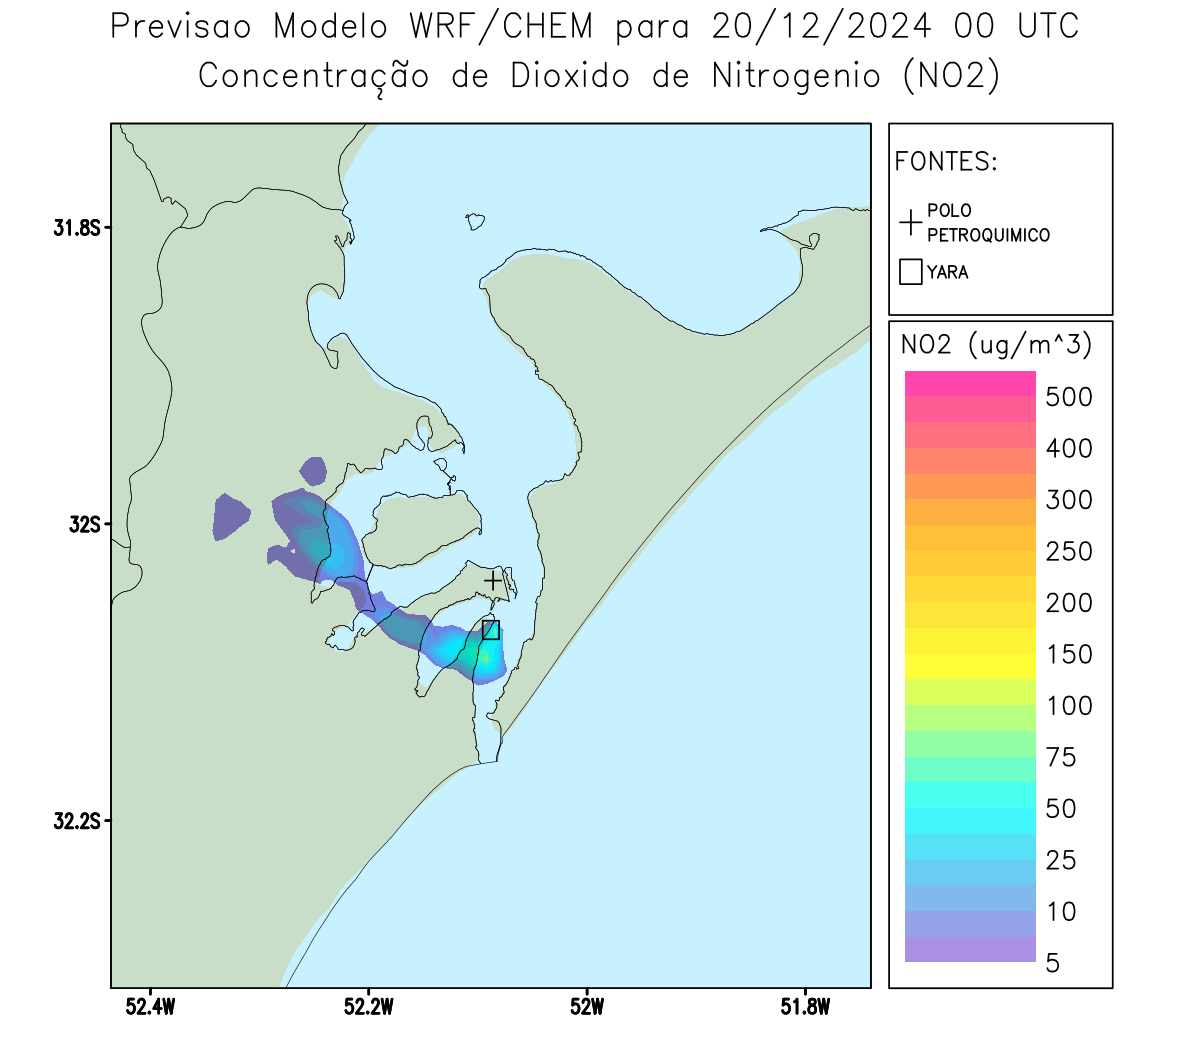 Previsao Modelo WRF/CHEM para 20/12/2024 00 UTC
Concentração de Dioxido de Nitrogenio (NO2)
FONTES:
POLO
PETROQUIMICO
YARA
NO2 (ug/m^3)
500
400
300
250
200
150
100
75
50
25
10
5
31.8S
32S
32.2S
52.4W
52.2W
52W
51.8W